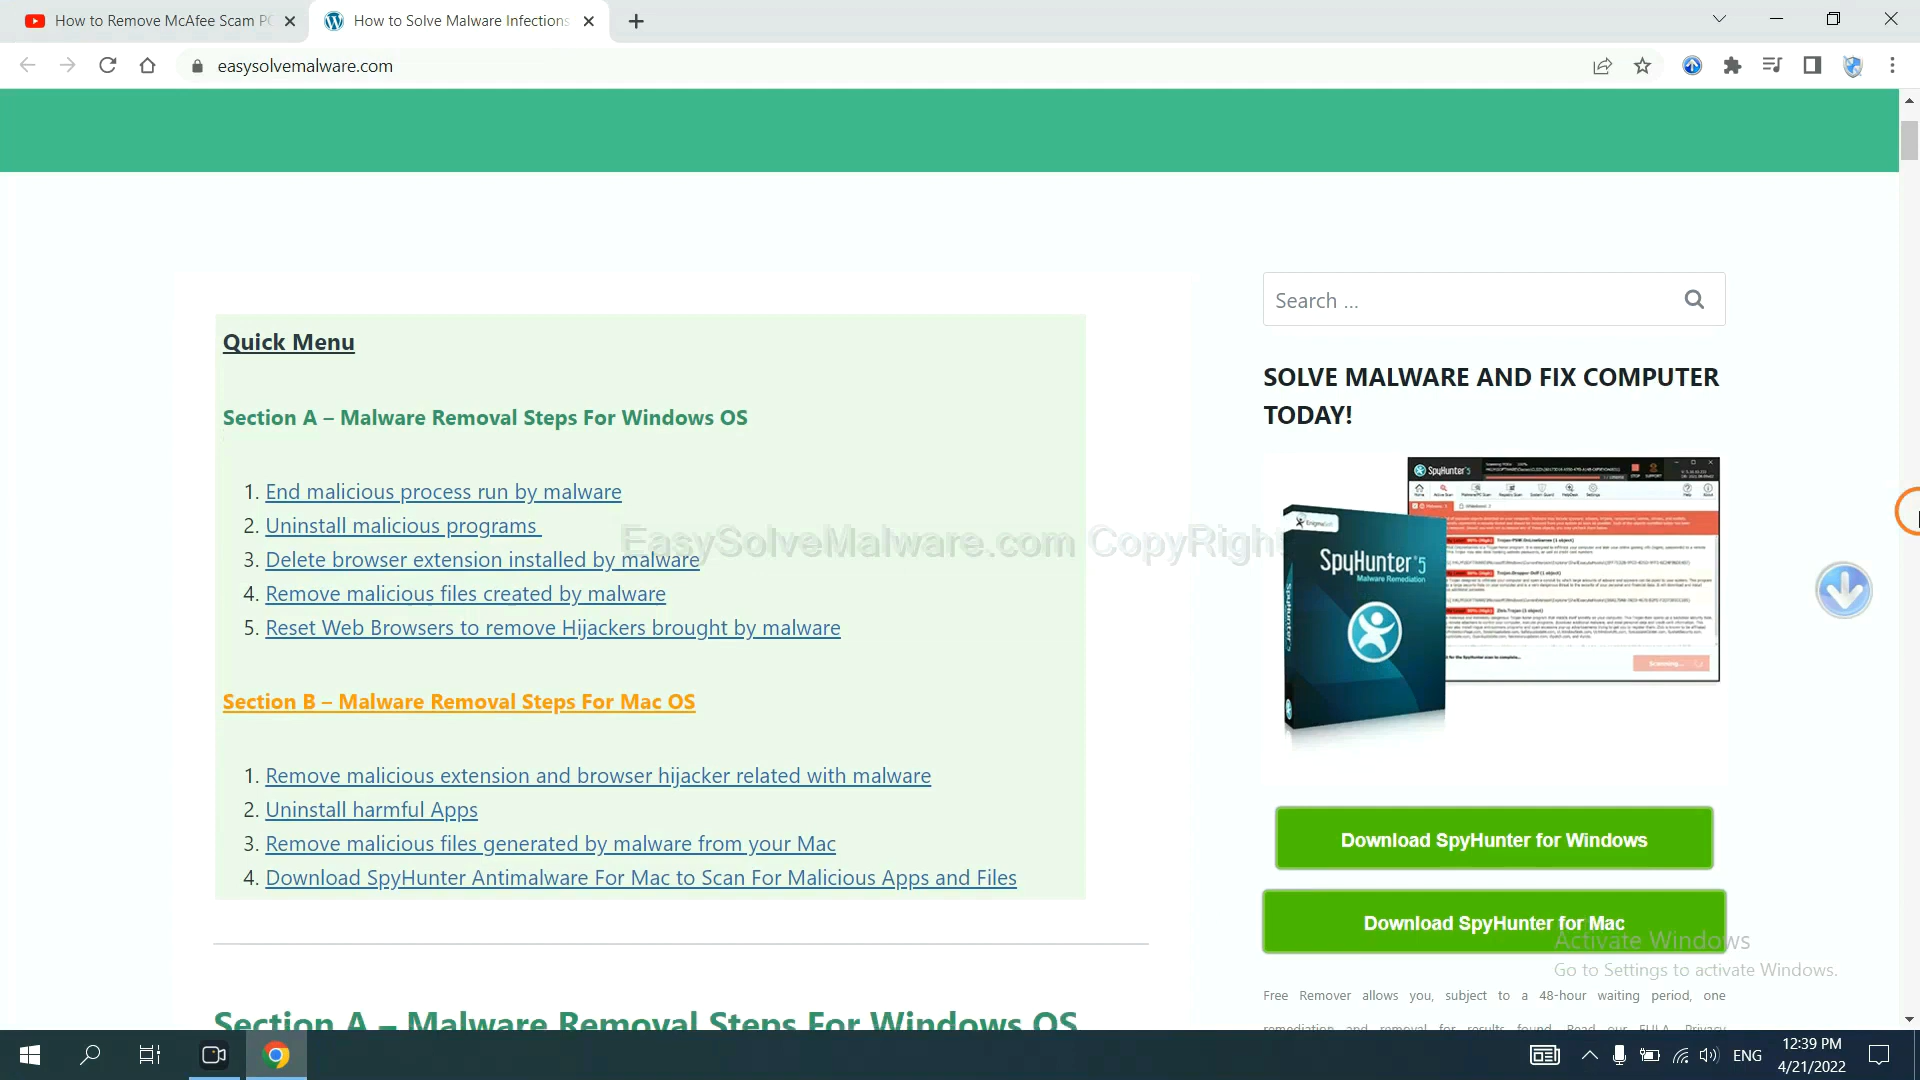 How to Remove McAfee Scam PC
How to Solve Malware Infections
easysolvemalware.com
Search ...
Quick Menu
SOLVE MALWARE AND FIX COMPUTER
TODAY!
Section A – Malware Removal Steps For Windows OS
1. End malicious process run by malware
2. Uninstall malicious programs
3. Delete browser extension installed by malware
4. Remove malicious files created by malware
5. Reset Web Browsers to remove Hijackers brought by malware
EasySolveMalware.com CopyRight
SpyHunter 5
EnigmaSoft
SpyHunter® 5
Malware Remediation
SpyHunter 5
Scanning...
Section B – Malware Removal Steps For Mac OS
1. Remove malicious extension and browser hijacker related with malware
2. Uninstall harmful Apps
3. Remove malicious files generated by malware from your Mac
4. Download SpyHunter Antimalware For Mac to Scan For Malicious Apps and Files
Download SpyHunter for Windows
Download SpyHunter for Mac
Activate Windows
Go to Settings to activate Windows.
Free Remover allows you, subject to a 48-hour waiting period, one
remediation and removal for results found. Read our EULA, Privacy
Section A – Malware Removal Steps For Windows OS
ENG
12:39 PM
4/21/2022